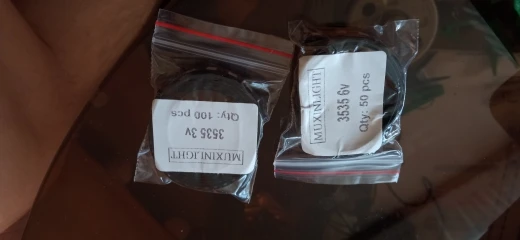 MUXINLIGHT
3535 3v
Qty: 100 pcs
MUXINLIGHT
3535 6v
Qty: 50 pcs